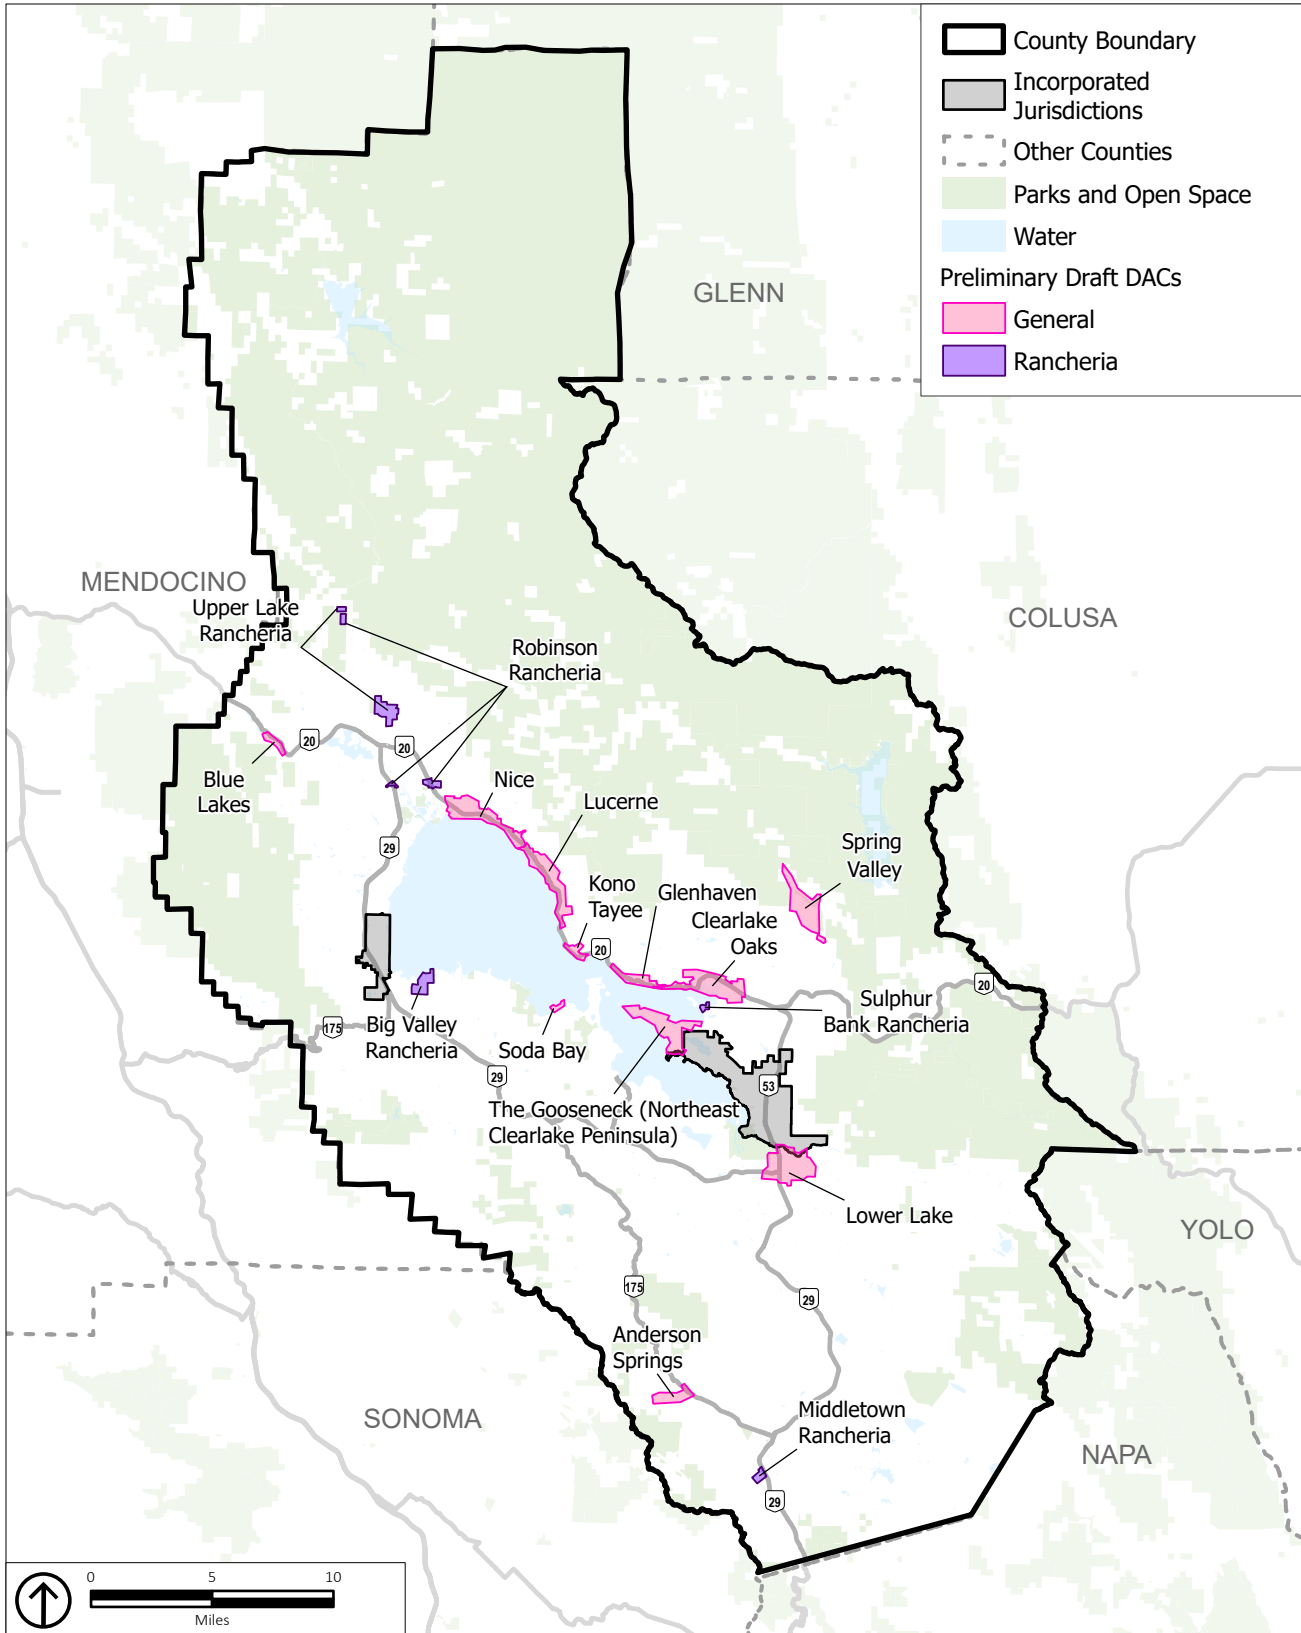 County Boundary
Incorporated
Jurisdictions
Other Counties
Parks and Open Space
Water
Preliminary Draft DACs
General
Rancheria
GLENN
MENDOCINO
COLUSA
Upper Lake
Rancheria
Robinson
Rancheria
20
20
Blue
Lakes
Nice
Lucerne
29
Spring
Valley
Kono
Tayee
Glenhaven
Clearlake
Oaks
20
20
Sulphur
Bank Rancheria
175
Big Valley
Rancheria
Soda Bay
29
53
The Gooseneck (Northeast
Clearlake Peninsula)
Lower Lake
YOLO
175
29
Anderson
Springs
SONOMA
Middletown
Rancheria
NAPA
29
0 5 10
Miles